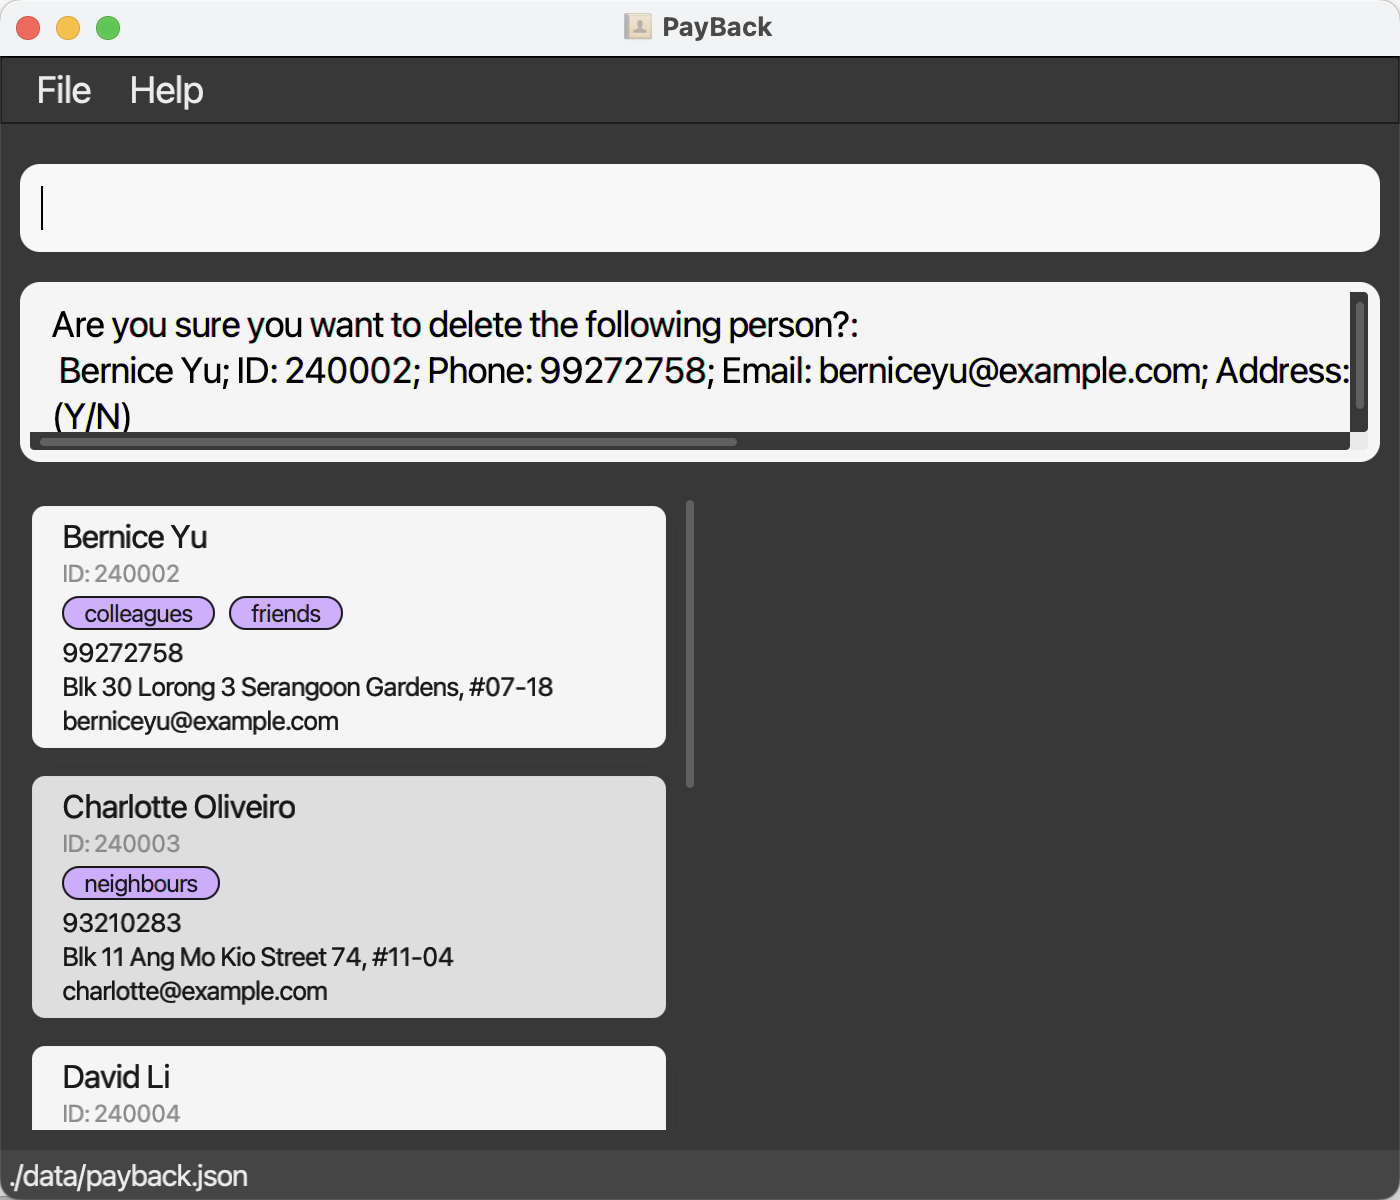 PayBack
File Help
Are you sure you want to delete the following person?:
Bernice Yu; ID: 240002; Phone: 99272758; Email: berniceyu@example.com; Address:
(Y/N)
Bernice Yu
ID: 240002
colleagues friends
99272758
Blk 30 Lorong 3 Serangoon Gardens, #07-18
berniceyu@example.com
Charlotte Oliveiro
ID: 240003
neighbours
93210283
Blk 11 Ang Mo Kio Street 74, #11-04
charlotte@example.com
David Li
ID: 240004
./data/payback.json